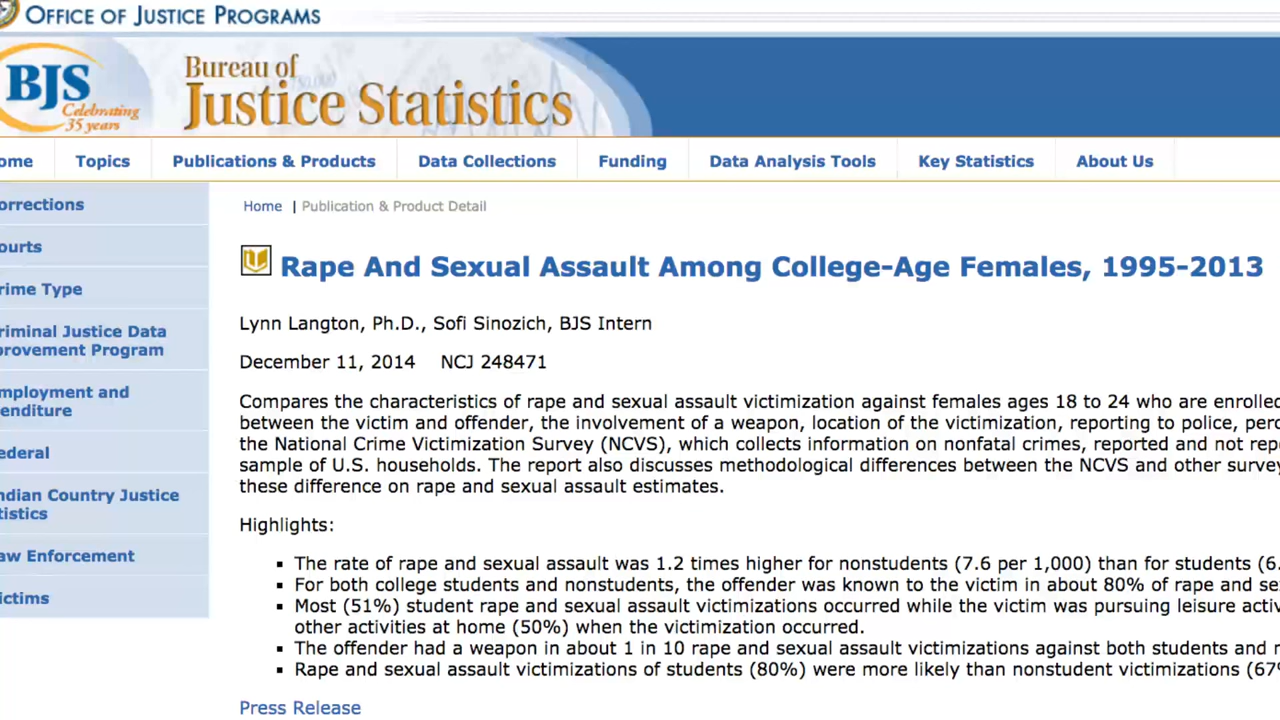 OFFICE OF JUSTICE PROGRAMS
BJS
Celebrating
35 years
Bureau of
Justice Statistics
ome Topics Publications & Products Data Collections Funding Data Analysis Tools Key Statistics About Us
orrections
ourts
rime Type
riminal Justice Data
provement Program
mployment and
enditure
ederal
ndian Country Justice
tistics
aw Enforcement
ictims
Home | Publication & Product Detail
Rape And Sexual Assault Among College-Age Females, 1995-2013
Lynn Langton, Ph.D., Sofi Sinozich, BJS Intern
December 11, 2014 NCJ 248471
Compares the characteristics of rape and sexual assault victimization against females ages 18 to 24 who are enrolled
between the victim and offender, the involvement of a weapon, location of the victimization, reporting to police, perc
the National Crime Victimization Survey (NCVS), which collects information on nonfatal crimes, reported and not repo
sample of U.S. households. The report also discusses methodological differences between the NCVS and other survey
these difference on rape and sexual assault estimates.
Highlights:
The rate of rape and sexual assault was 1.2 times higher for nonstudents (7.6 per 1,000) than for students (6.
For both college students and nonstudents, the offender was known to the victim in about 80% of rape and se
Most (51%) student rape and sexual assault victimizations occurred while the victim was pursuing leisure activ
other activities at home (50%) when the victimization occurred.
The offender had a weapon in about 1 in 10 rape and sexual assault victimizations against both students and n
Rape and sexual assault victimizations of students (80%) were more likely than nonstudent victimizations (67%
Press Release